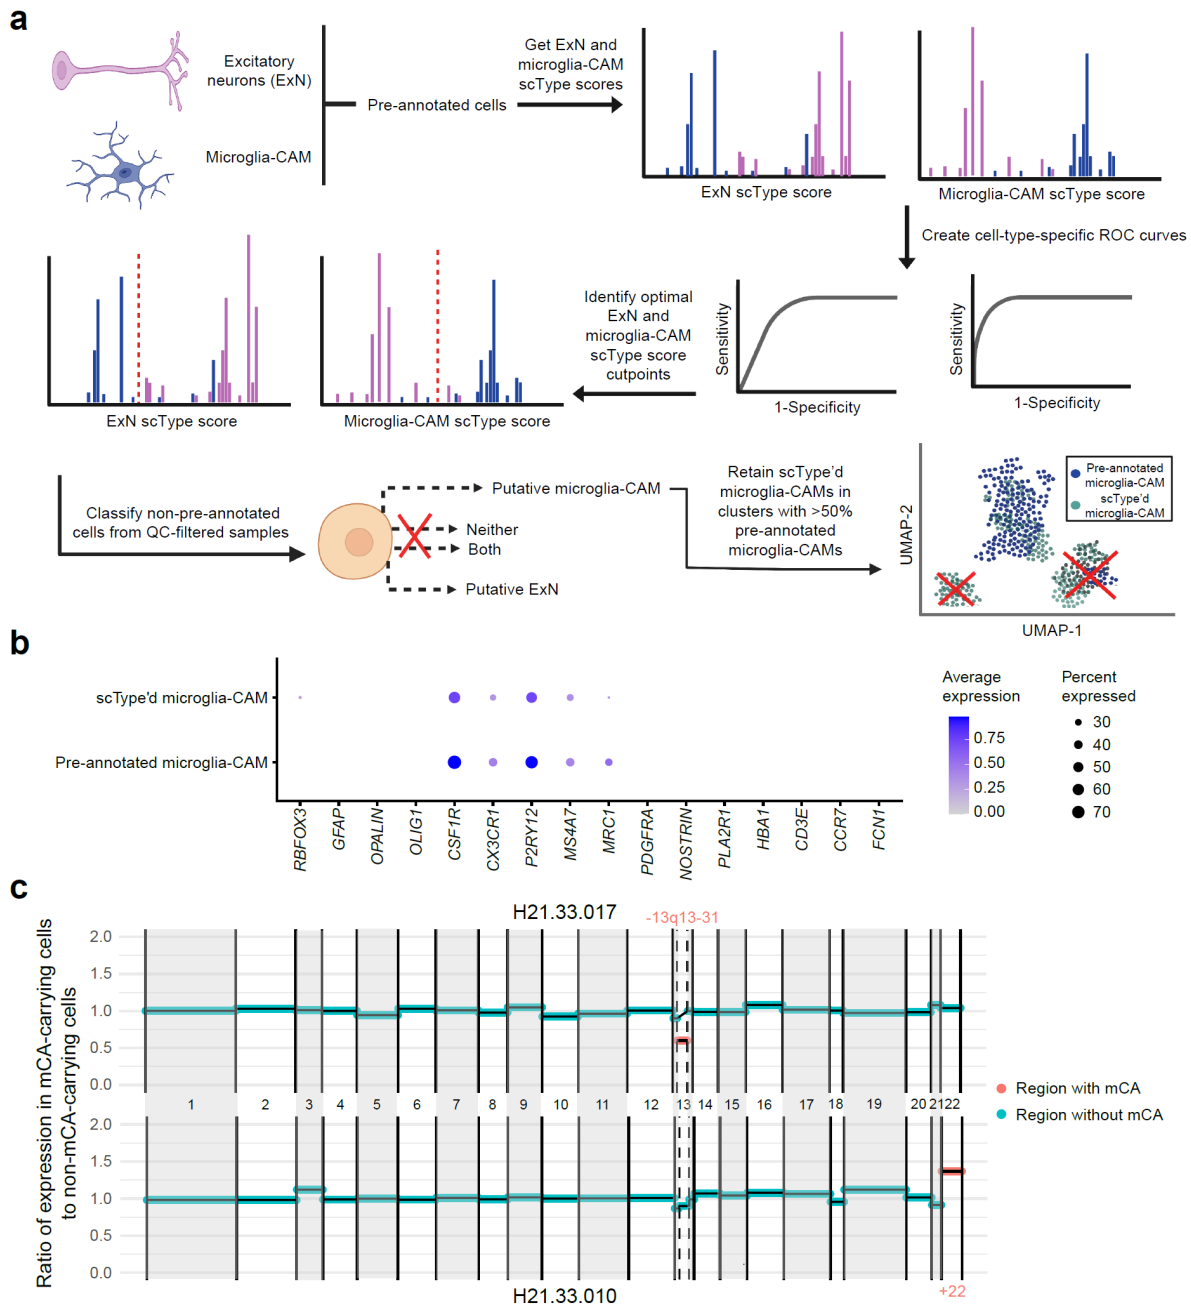 a
Excitatory
neurons (ExN)
Microglia-CAM
Pre-annotated cells
Get ExN and
microglia-CAM
scType scores
ExN scType score
Microglia-CAM scType score
Create cell-type-specific ROC curves
Sensitivity
1-Specificity
Sensitivity
1-Specificity
Identify optimal
ExN and
microglia-CAM
scType score
cutpoints
ExN scType score
Microglia-CAM scType score
Classify non-pre-annotated
cells from QC-filtered samples
Putative microglia-CAM
Neither
Both
Putative ExN
Retain scType'd
microglia-CAMs in
clusters with >50%
pre-annotated
microglia-CAMs
Pre-annotated
microglia-CAM
scType'd
microglia-CAM
UMAP-2
UMAP-1
b
scType'd microglia-CAM
Pre-annotated microglia-CAM
RBFOX3
GFAP
OPALIN
OLIG1
CSF1R
CX3CR1
P2RY12
MS4A7
MRC1
PDGFRA
NOSTRIN
PLA2R1
HBA1
CD3E
CCR7
FCN1
Average
expression
0.75
0.25
0.00
Percent
expressed
30
40
50
60
70
c
H21.33.017
-13q13-31
Ratio of expression in mCA-carrying cells
to non-mCA-carrying cells
2.0
1.5
1.0
0.5
0.0
1 2 3 4 5 6 7 8 9 10 11 12 13 14 15 16 17 18 19 20 21 22
2.0
1.5
1.0
0.5
0.0
Region with mCA
Region without mCA
H21.33.010
+22